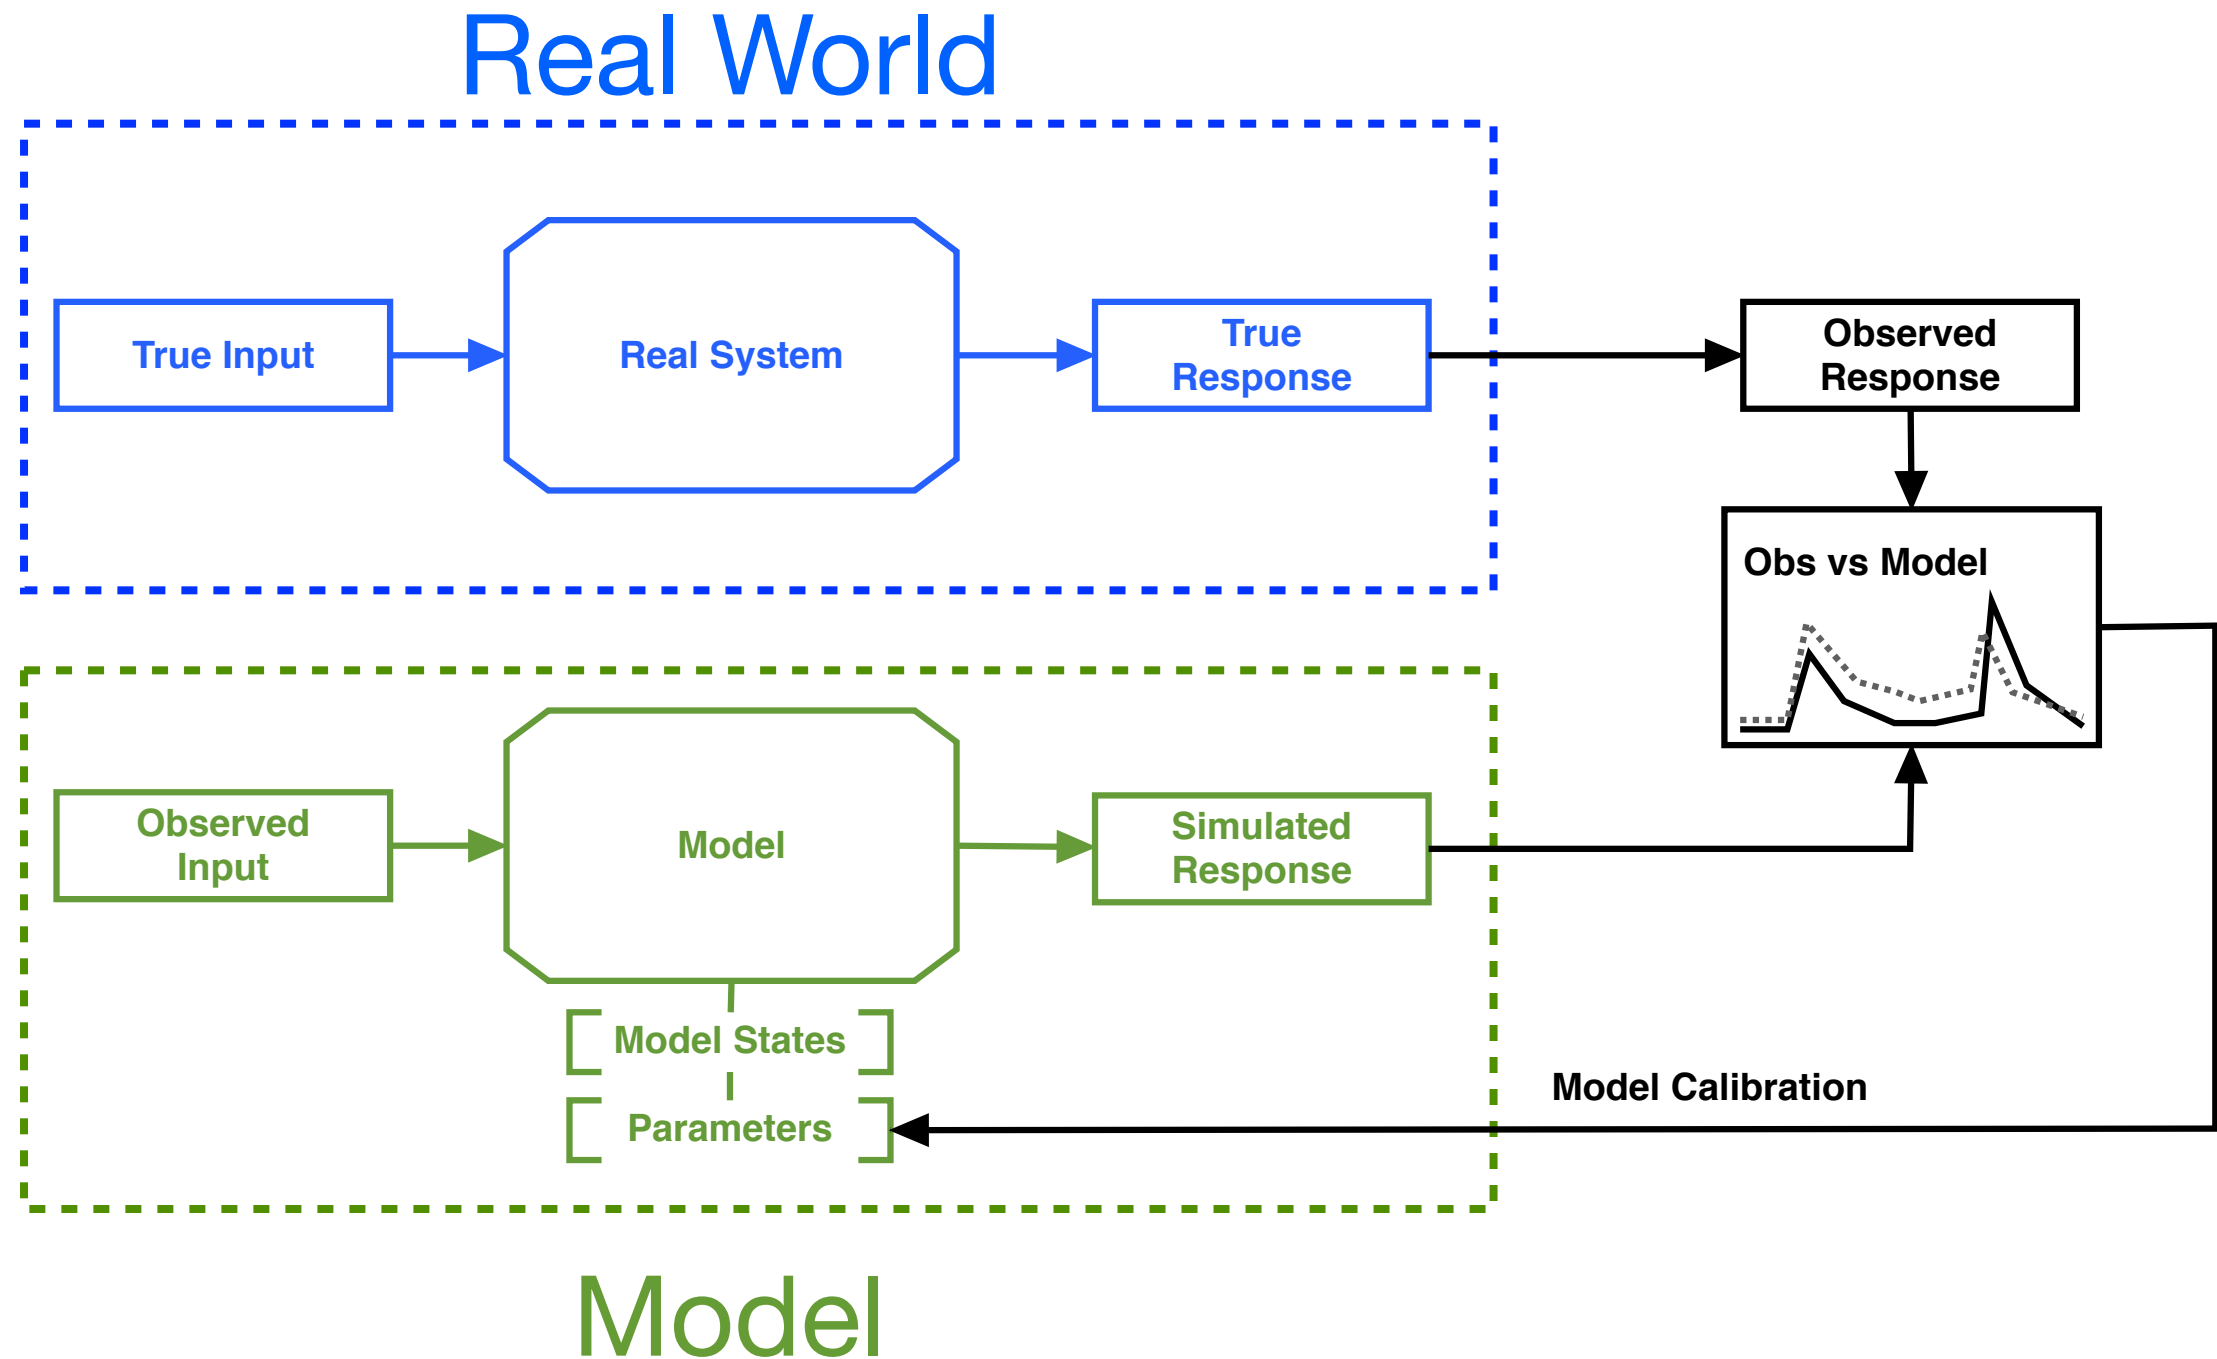 Real World
True Input
Real System
True
Response
Observed
Response
Obs vs Model
Observed
Input
Model
Simulated
Response
Model States
Parameters
Model Calibration
Model